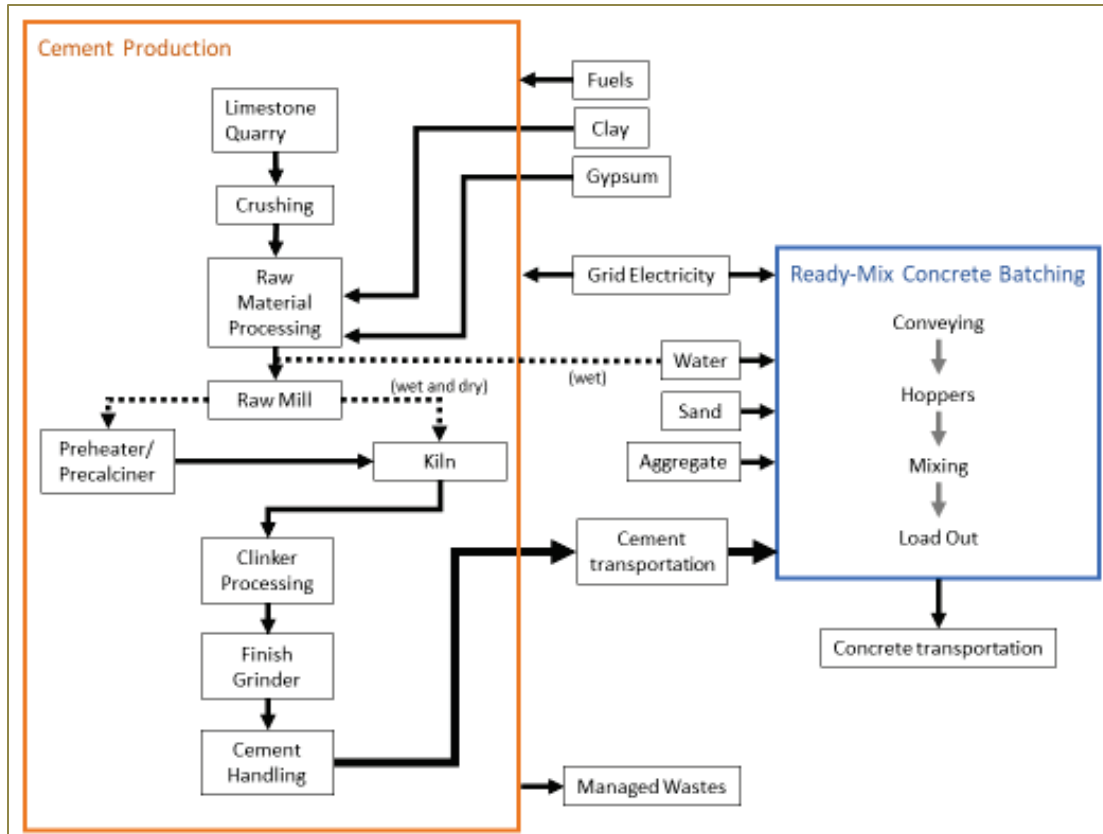 Cement Production
Limestone
Quarry
Crushing
Raw
Material
Processing
Raw Mill
(wet and dry)
Preheater/
Precalciner
Kiln
Clinker
Processing
Finish
Grinder
Cement
Handling
Fuels
Clay
Gypsum
Grid Electricity
(wet)
Water
Sand
Aggregate
Cement
transportation
Managed Wastes
Ready-Mix Concrete Batching
Conveying
Hoppers
Mixing
Load Out
Concrete transportation